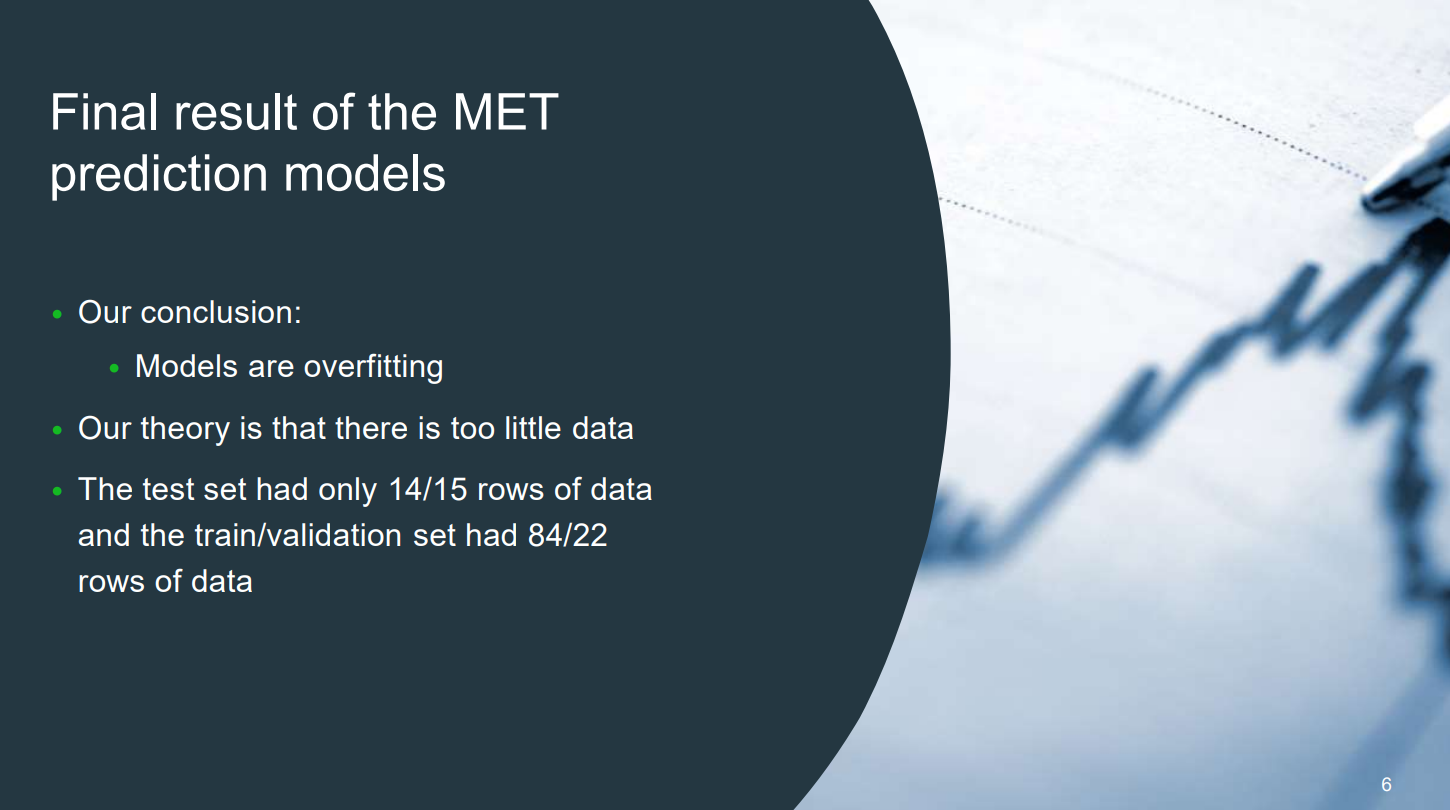 Final result of the MET
prediction models
• Our conclusion:
• Models are overfitting
• Our theory is that there is too little data
• The test set had only 14/15 rows of data
and the train/validation set had 84/22
rows of data
6